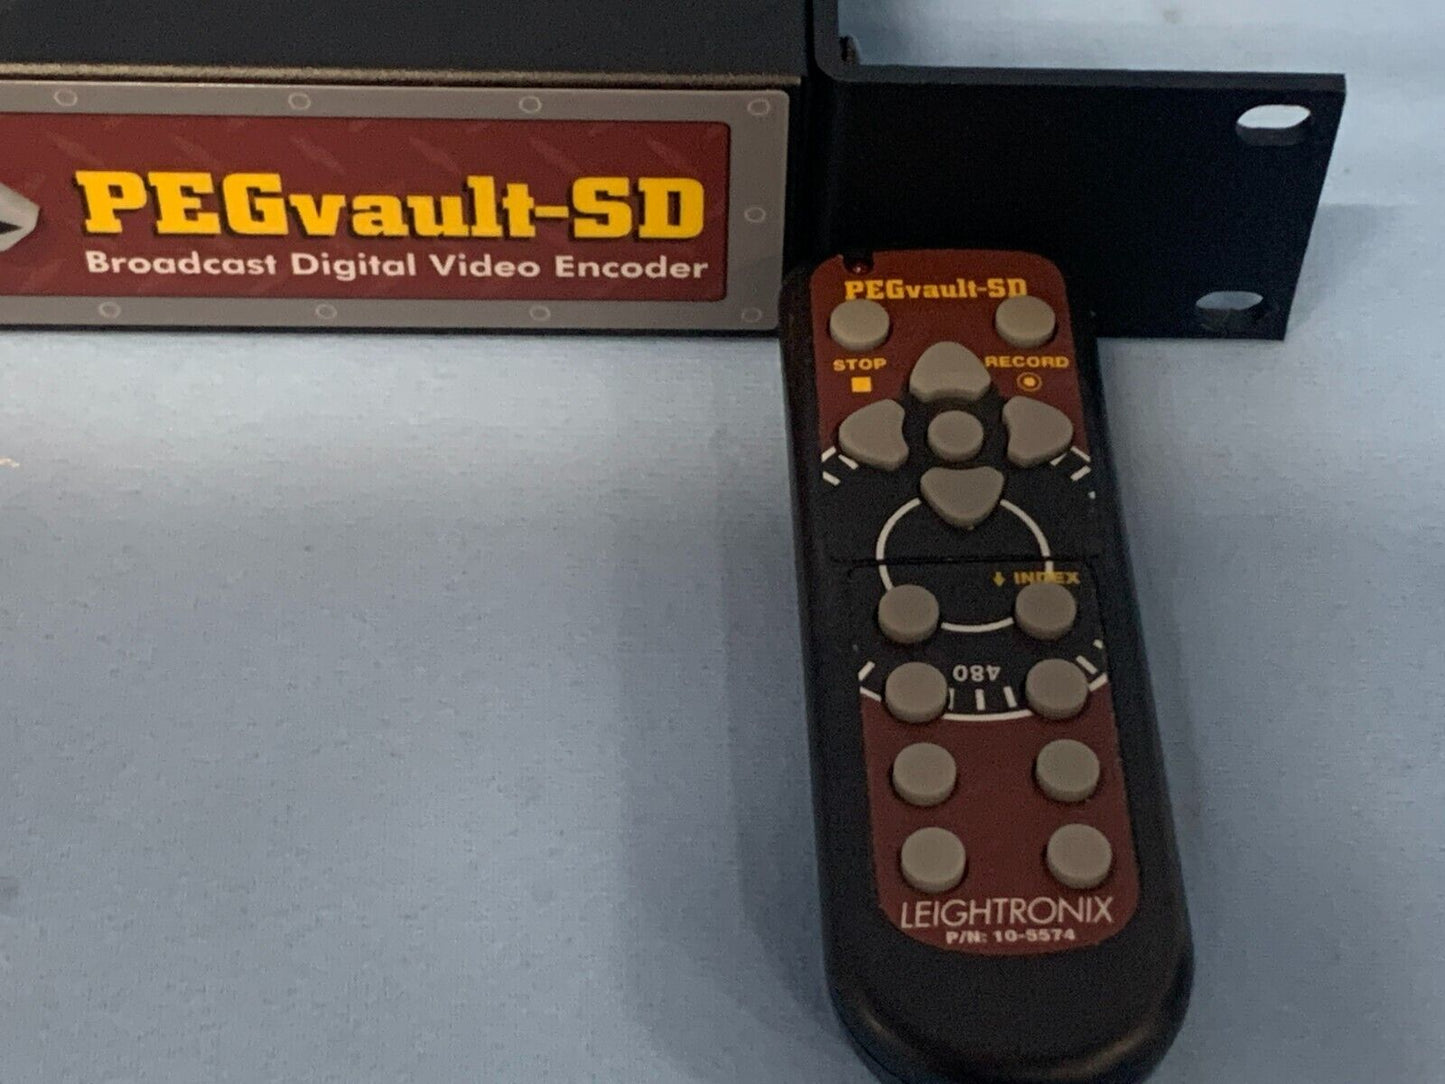 PEGvault-SD
Broadcast Digital Video Encoder
PEGvault-SD
STOP RECORD
INDEX
480
LEIGHTRONIX
P/N: 10-5574